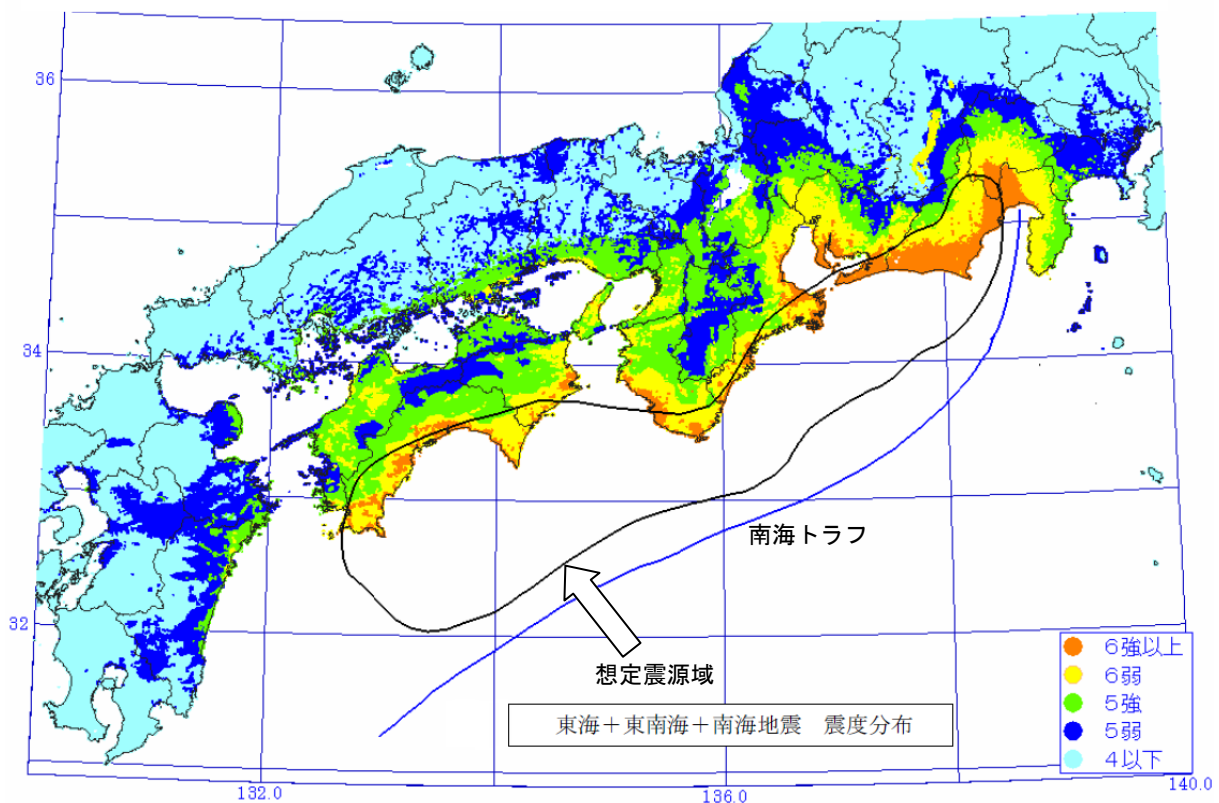 36
34
32
南海トラフ
想定震源域
東海＋東南海＋南海地震　震度分布
６強以上
６弱
５強
５弱
４以下
132.0
136.0
140.0